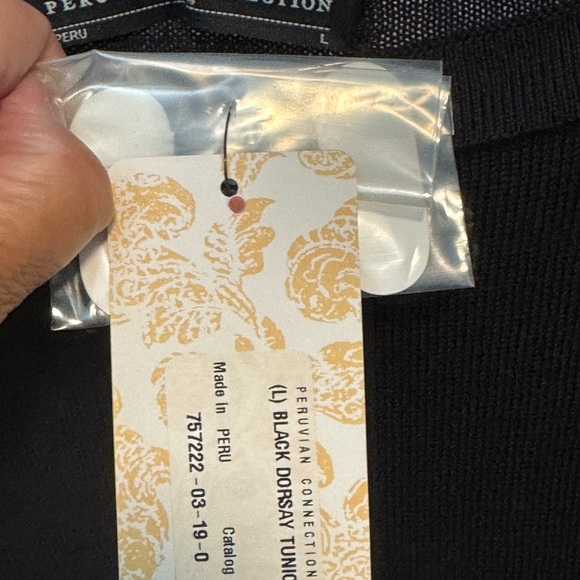 PERU
L
PERUVIAN CONNECTION
(L) BLACK DORSAY TUNIC
Made in PERU Catalog
757222-03-19-0